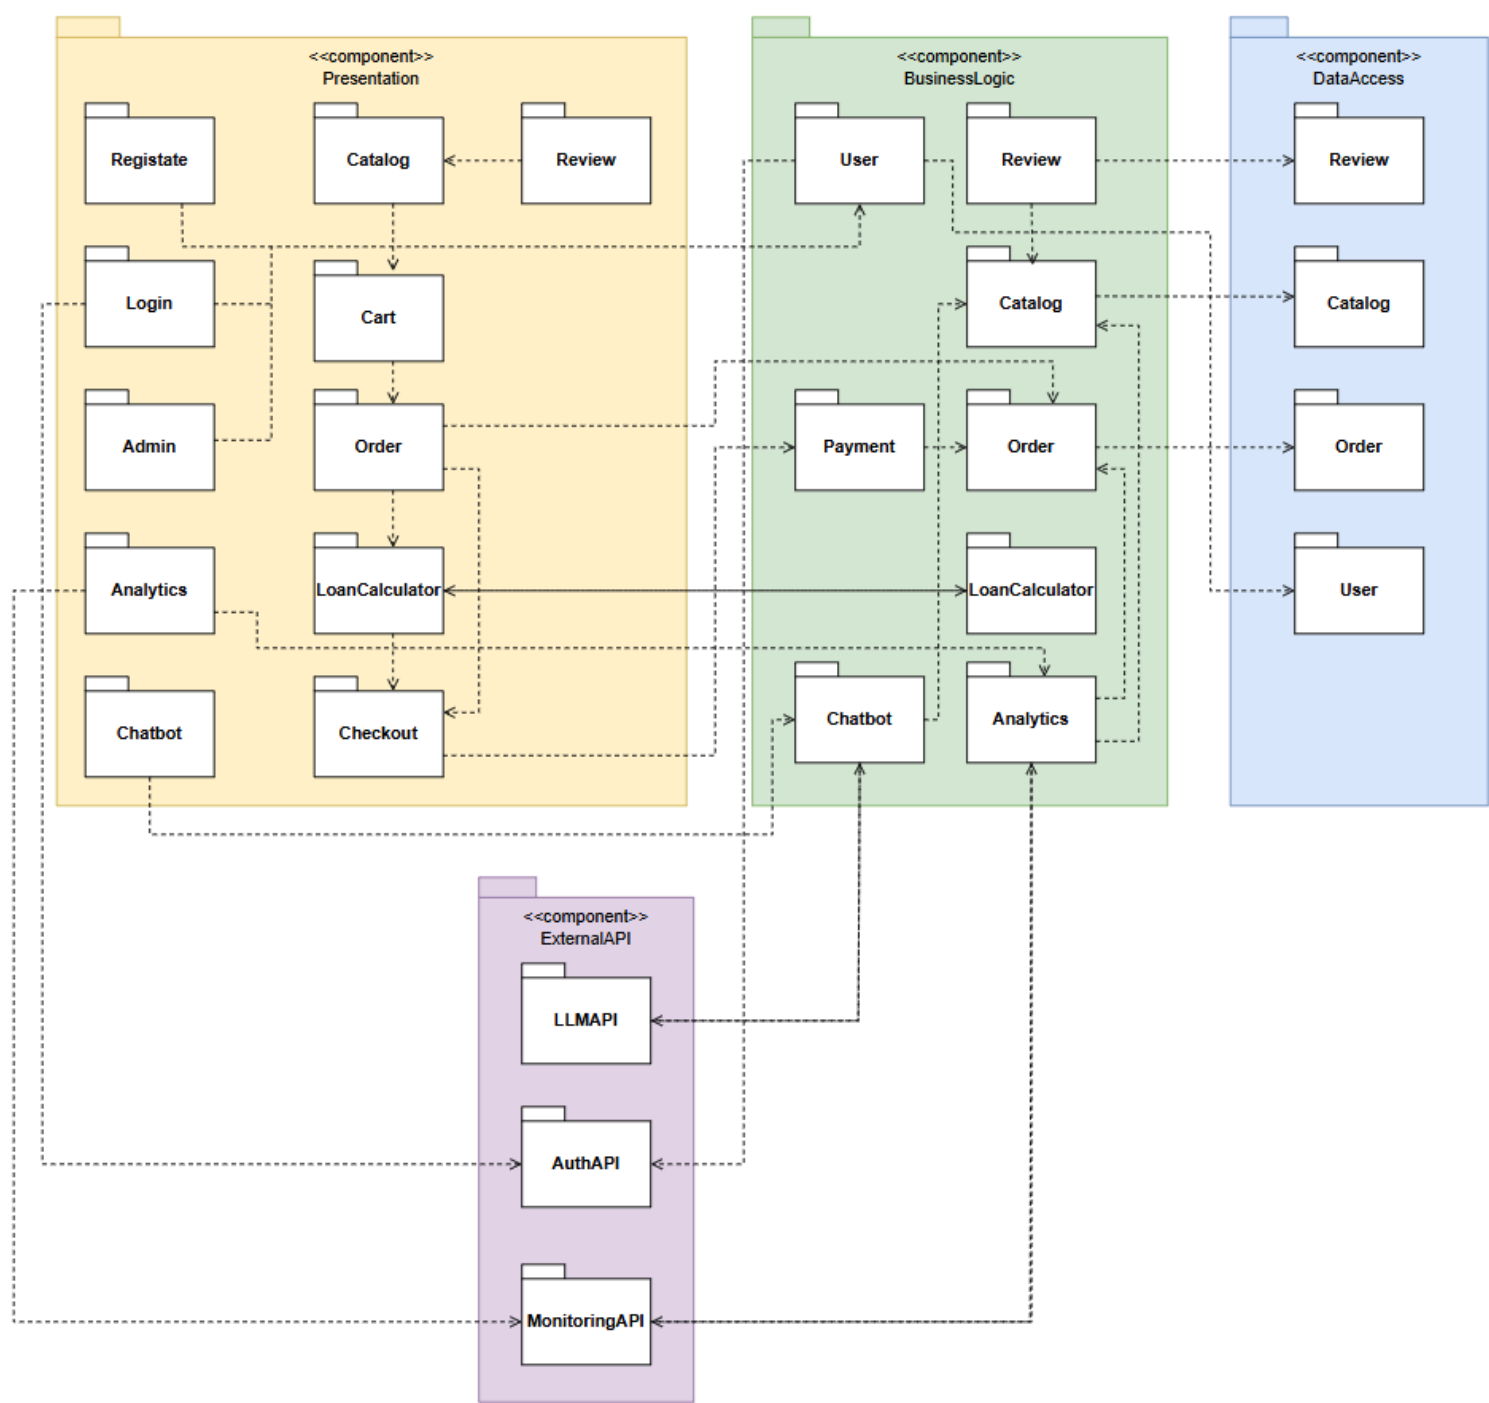 <<component>>
Presentation
Registate
Catalog
Review
Login
Cart
Admin
Order
Analytics
LoanCalculator
Chatbot
Checkout
<<component>>
BusinessLogic
User
Review
Catalog
Payment
Order
LoanCalculator
Chatbot
Analytics
<<component>>
DataAccess
Review
Catalog
Order
User
<<component>>
ExternalAPI
LLMAPI
AuthAPI
MonitoringAPI